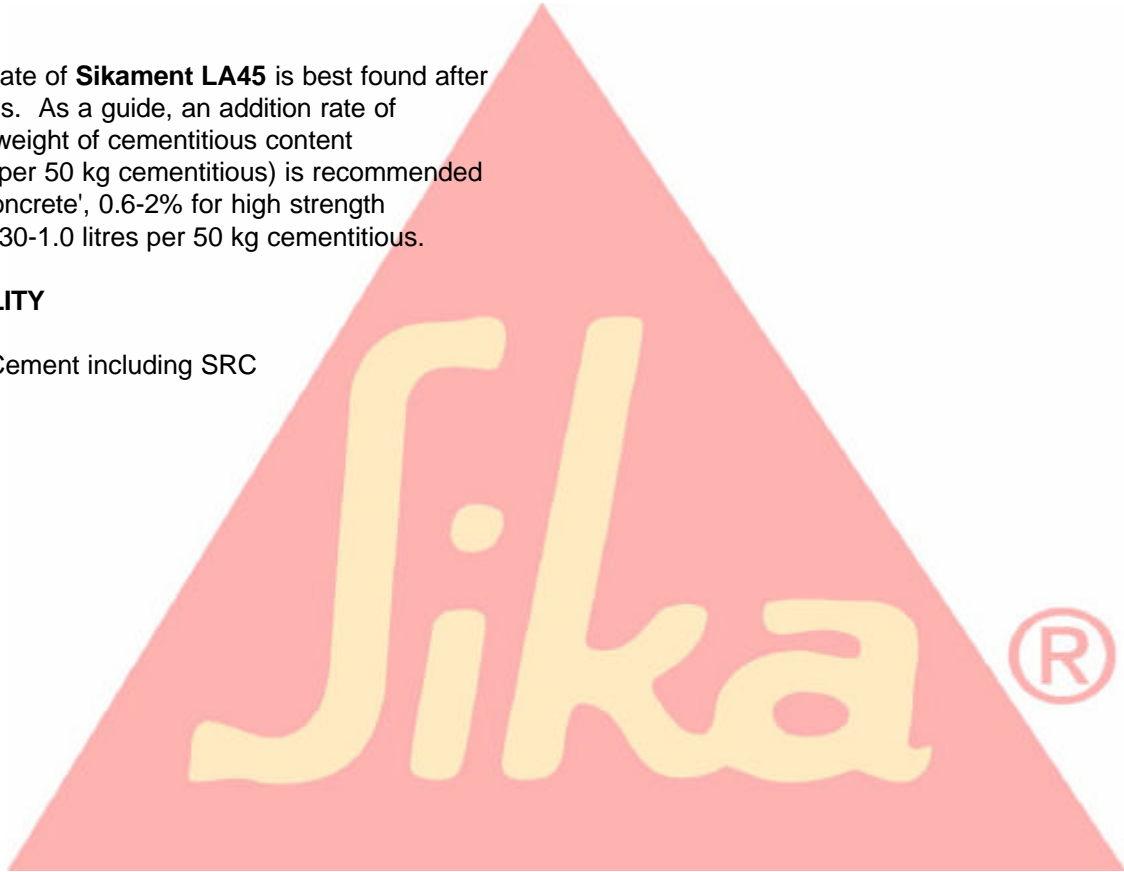 ate of Sikament LA45 is best found after
s. As a guide, an addition rate of
weight of cementitious content
per 50 kg cementitious) is recommended
oncrete', 0.6-2% for high strength
30-1.0 litres per 50 kg cementitious.
LITY
Cement including SRC
Sika
®